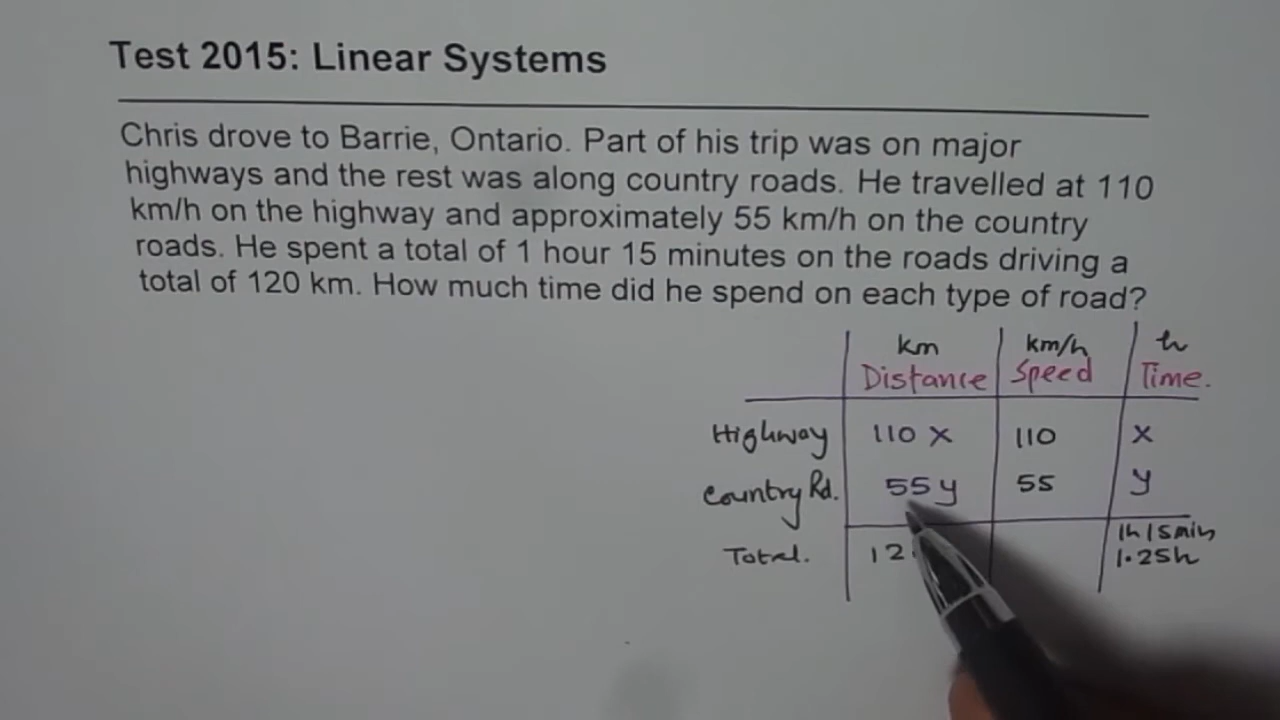 Test 2015: Linear Systems
Chris drove to Barrie, Ontario. Part of his trip was on major
highways and the rest was along country roads. He travelled at 110
km/h on the highway and approximately 55 km/h on the country
roads. He spent a total of 1 hour 15 minutes on the roads driving a
total of 120 km. How much time did he spend on each type of road?
km km/h h
Distance Speed Time.
Highway 110 x 110 x
Country Rd. 55 y 55 y
1h 15min
Total. 12 1.25h